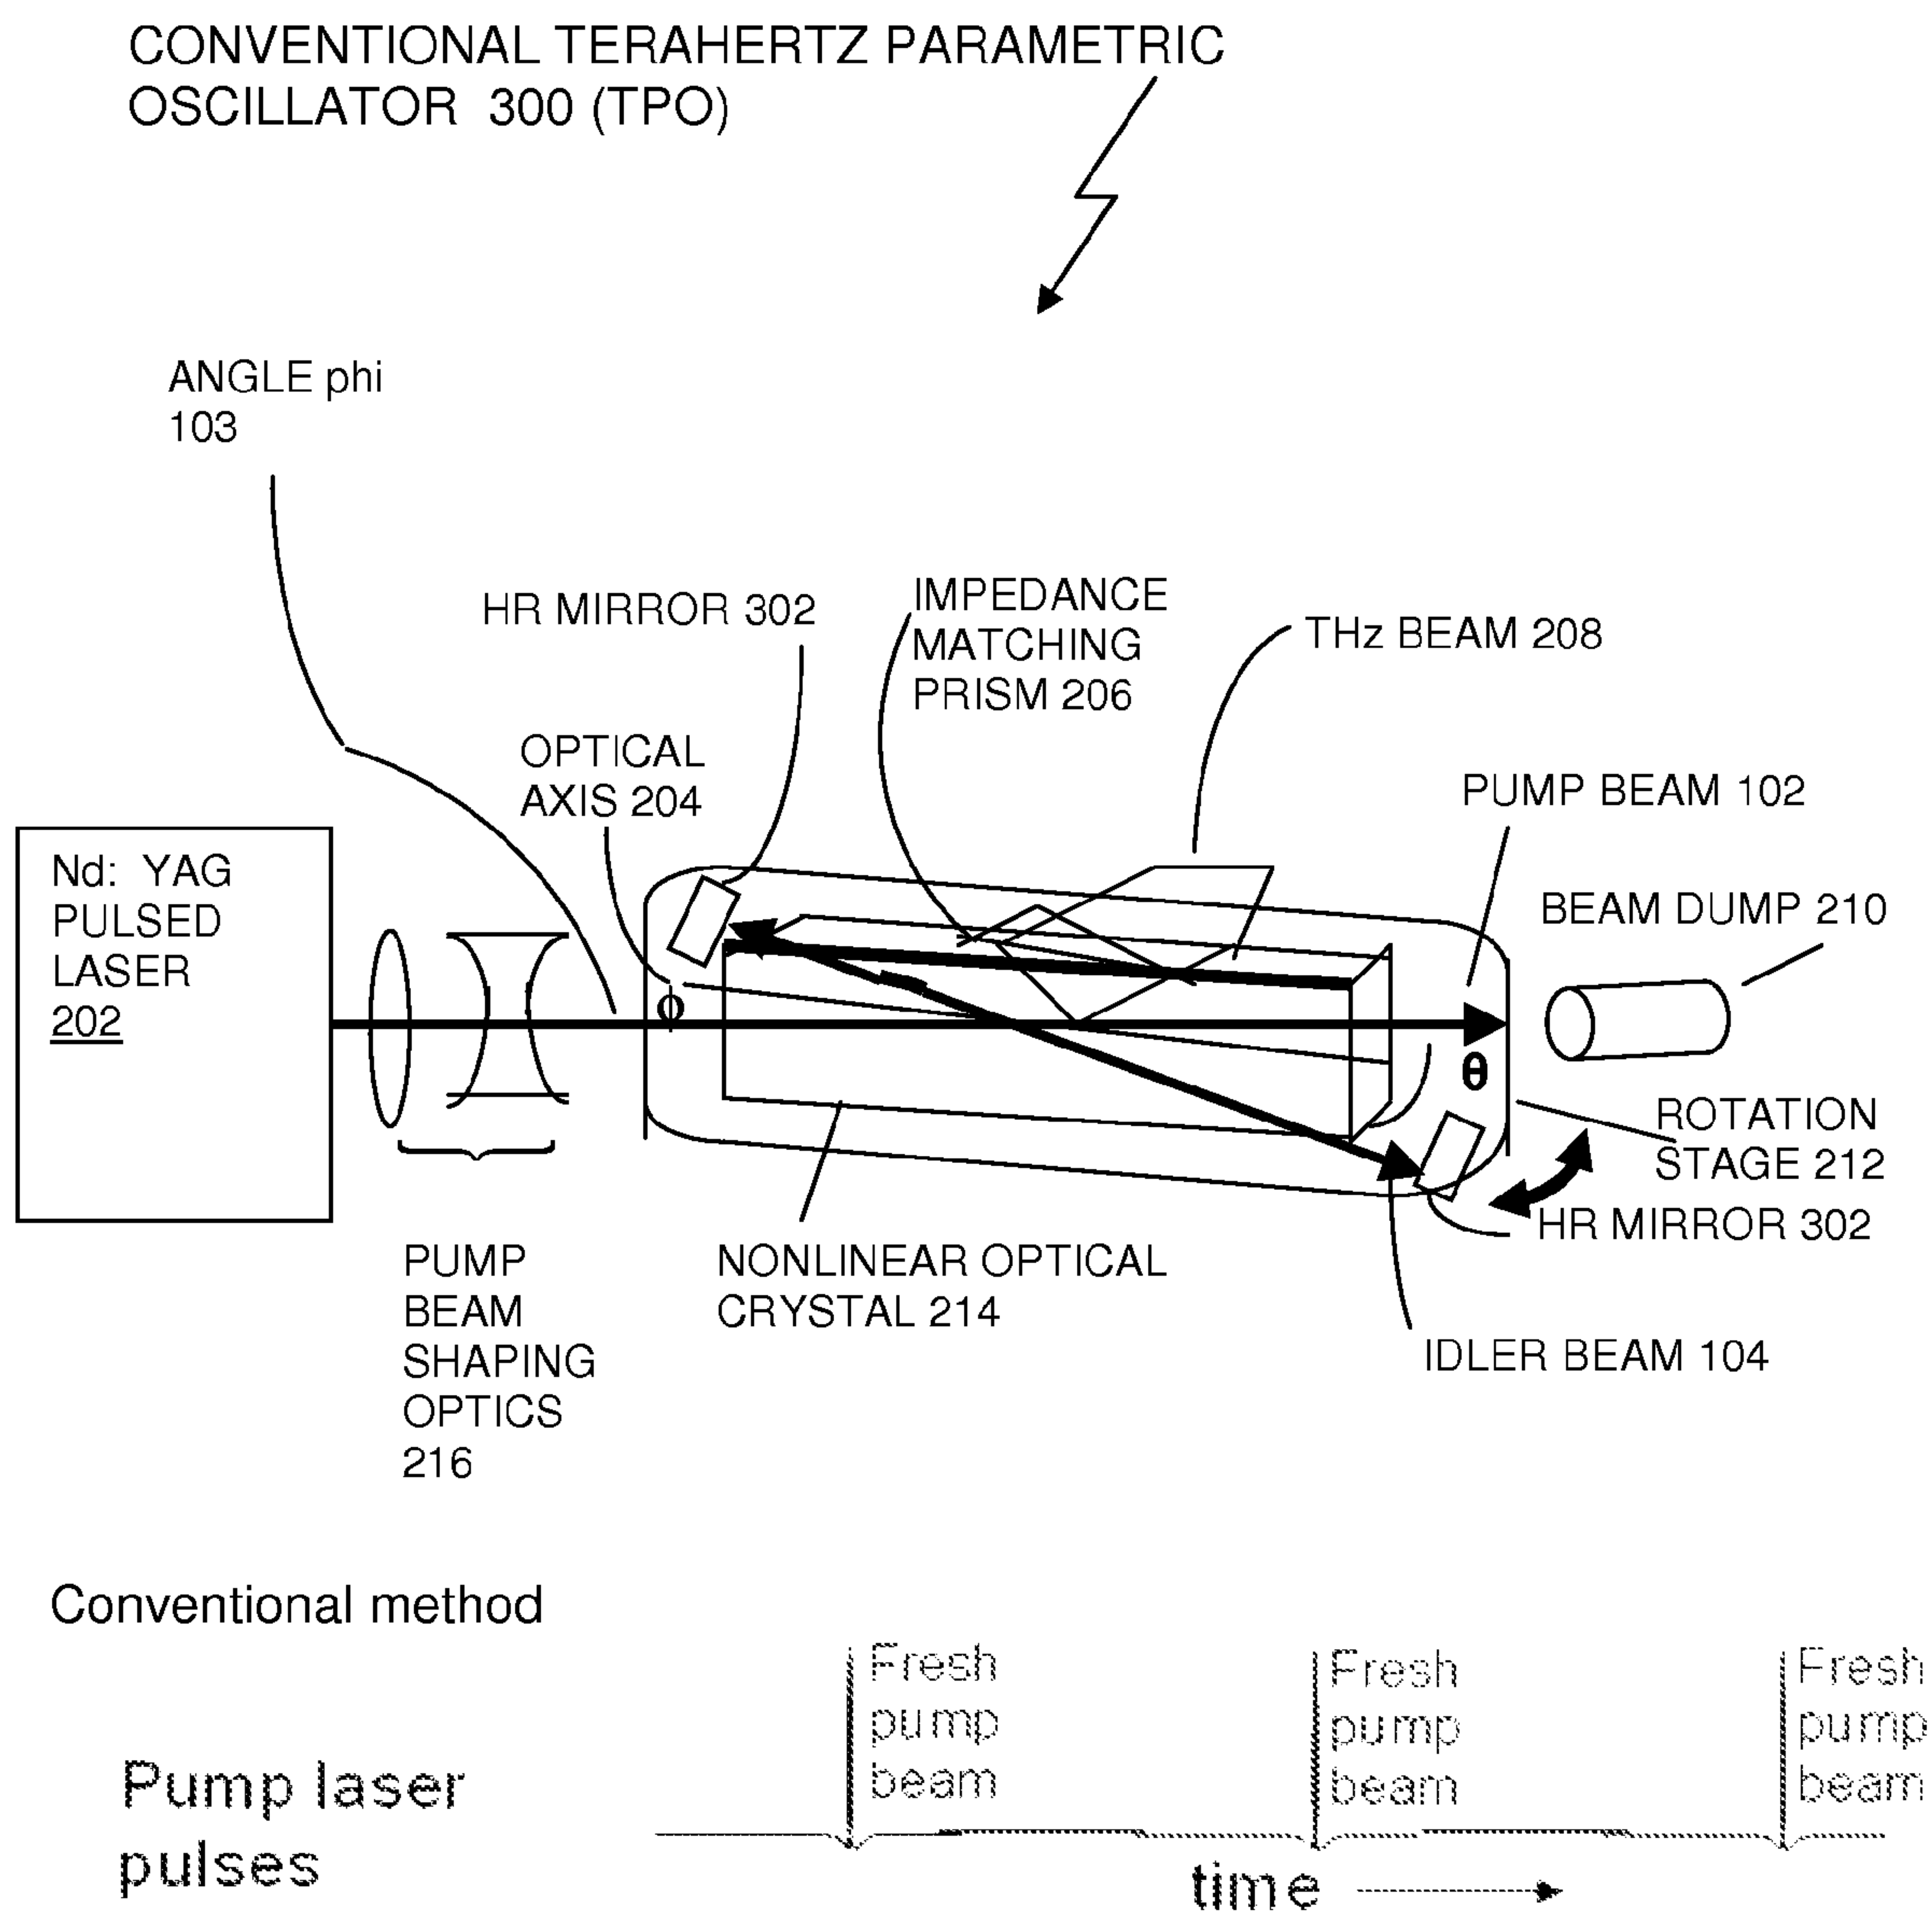 CONVENTIONAL TERAHERTZ PARAMETRIC
OSCILLATOR 300 (TPO)
ANGLE phi
103
HR MIRROR 302
IMPEDANCE
MATCHING
PRISM 206
THz BEAM 208
OPTICAL
AXIS 204
PUMP BEAM 102
Nd: YAG
PULSED
LASER
202
BEAM DUMP 210
Φ
θ
ROTATION
STAGE 212
HR MIRROR 302
PUMP
BEAM
SHAPING
OPTICS
216
NONLINEAR OPTICAL
CRYSTAL 214
IDLER BEAM 104
Conventional method
Fresh
pump
beam
Fresh
pump
beam
Fresh
pump
beam
Pump laser
pulses
time